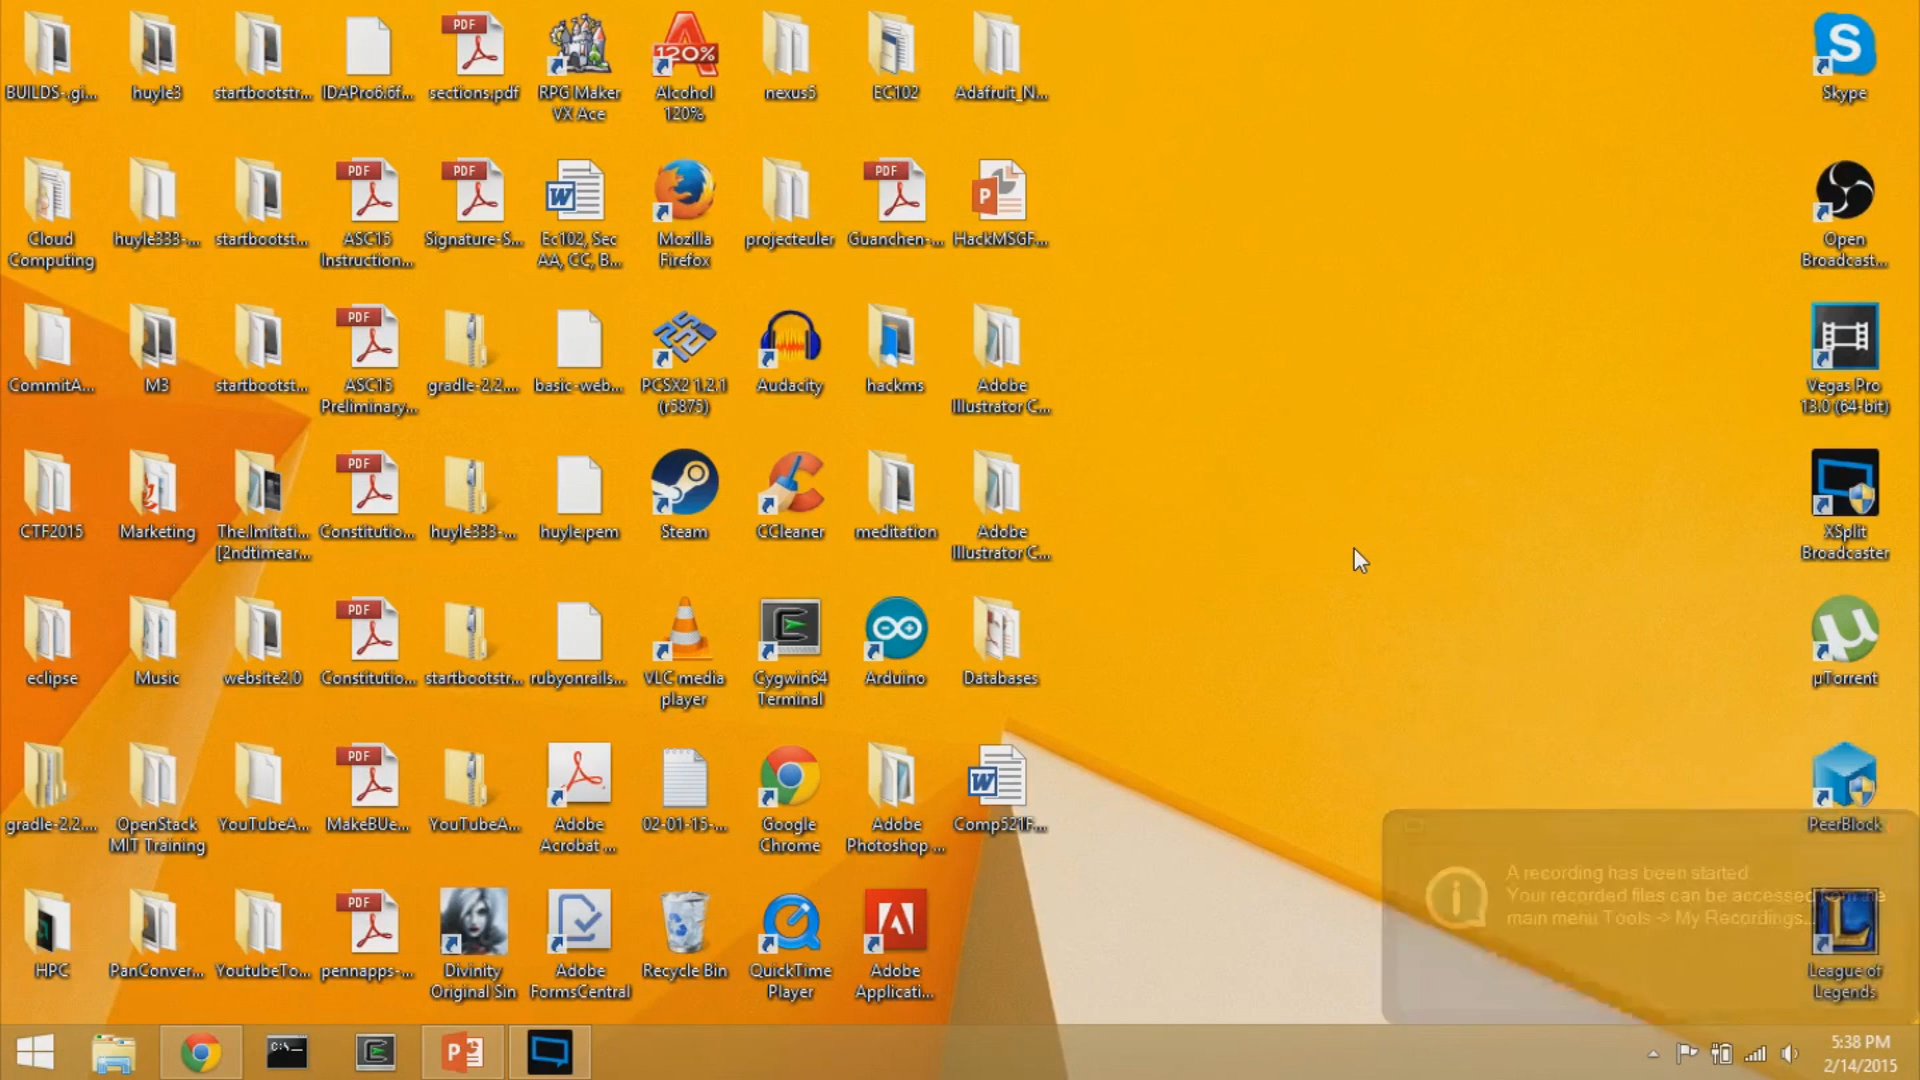 BUILDS-.gi...
huyle3
startbootstr...
IDAPro6.6f...
PDF
sections.pdf
RPG Maker
VX Ace
120%
Alcohol
120%
nexus5
EC102
Adafruit_N...
S
Skype
Cloud
Computing
huyle333-...
startbootst...
PDF
ASC15
Instruction...
PDF
Signature-S...
W
Ec102, Sec
AA, CC, B...
Mozilla
Firefox
projecteuler
PDF
Guanchen-...
P
HackMSGF...
Open
Broadcast...
CommitA...
M3
startbootst...
PDF
ASC15
Preliminary...
gradle-2.2....
basic-web...
PCSX2 1.2.1
(r5875)
Audacity
hackms
Adobe
Illustrator C...
Vegas Pro
13.0 (64-bit)
CTF2015
Marketing
The.Imitati...
[2ndtimear...
PDF
Constitutio...
huyle333-...
huyle.pem
Steam
CCleaner
meditation
Adobe
Illustrator C...
XSplit
Broadcaster
eclipse
Music
website2.0
PDF
Constitutio...
startbootstr...
rubyonrails...
VLC media
player
Cygwin64
Terminal
Arduino
Databases
µTorrent
gradle-2.2....
OpenStack
MIT Training
YouTubeA...
PDF
MakeBUe...
YouTubeA...
Adobe
Acrobat ...
02-01-15-...
Google
Chrome
Adobe
Photoshop ...
W
Comp521F...
PeerBlock
HPC
PanConver...
YoutubeTo...
PDF
pennapps-...
Divinity
Original Sin
Adobe
FormsCentral
Recycle Bin
QuickTime
Player
Adobe
Applicati...
A recording has been started.
Your recorded files can be accessed from the
main menu Tools -> My Recordings...
League of
Legends
C:\
P
5:38 PM
2/14/2015